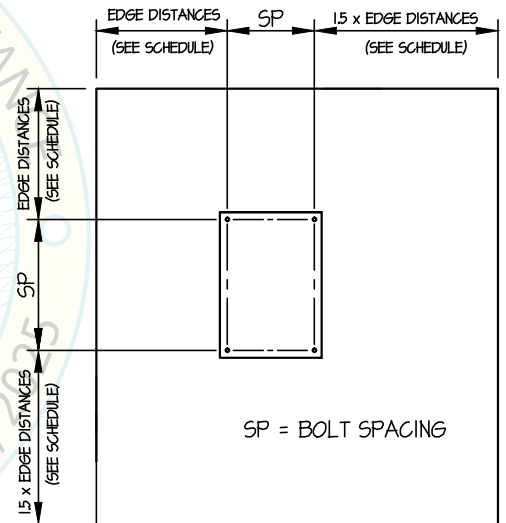 EDGE DISTANCES
(SEE SCHEDULE)
SP
1.5 x EDGE DISTANCES
(SEE SCHEDULE)
EDGE DISTANCES
(SEE SCHEDULE)
SP
1.5 x EDGE DISTANCES
(SEE SCHEDULE)
SP = BOLT SPACING
2025